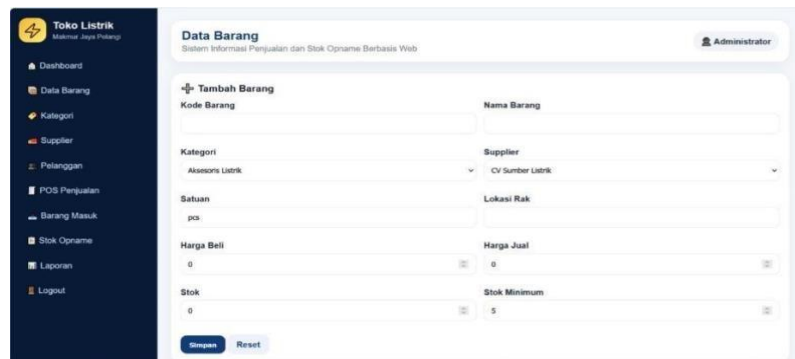 Toko Listrik
Makmur Jaya Pelangi
Dashboard
Data Barang
Kategori
Supplier
Pelanggan
POS Penjualan
Barang Masuk
Stok Opname
Laporan
Logout
Data Barang
Sistem Informasi Penjualan dan Stok Opname Berbasis Web
Administrator
Tambah Barang
Kode Barang Nama Barang
Kategori Supplier
Aksesoris Listrik CV Sumber Listrik
Satuan Lokasi Rak
pcs
Harga Beli Harga Jual
0 0
Stok Stok Minimum
0 5
Simpan Reset